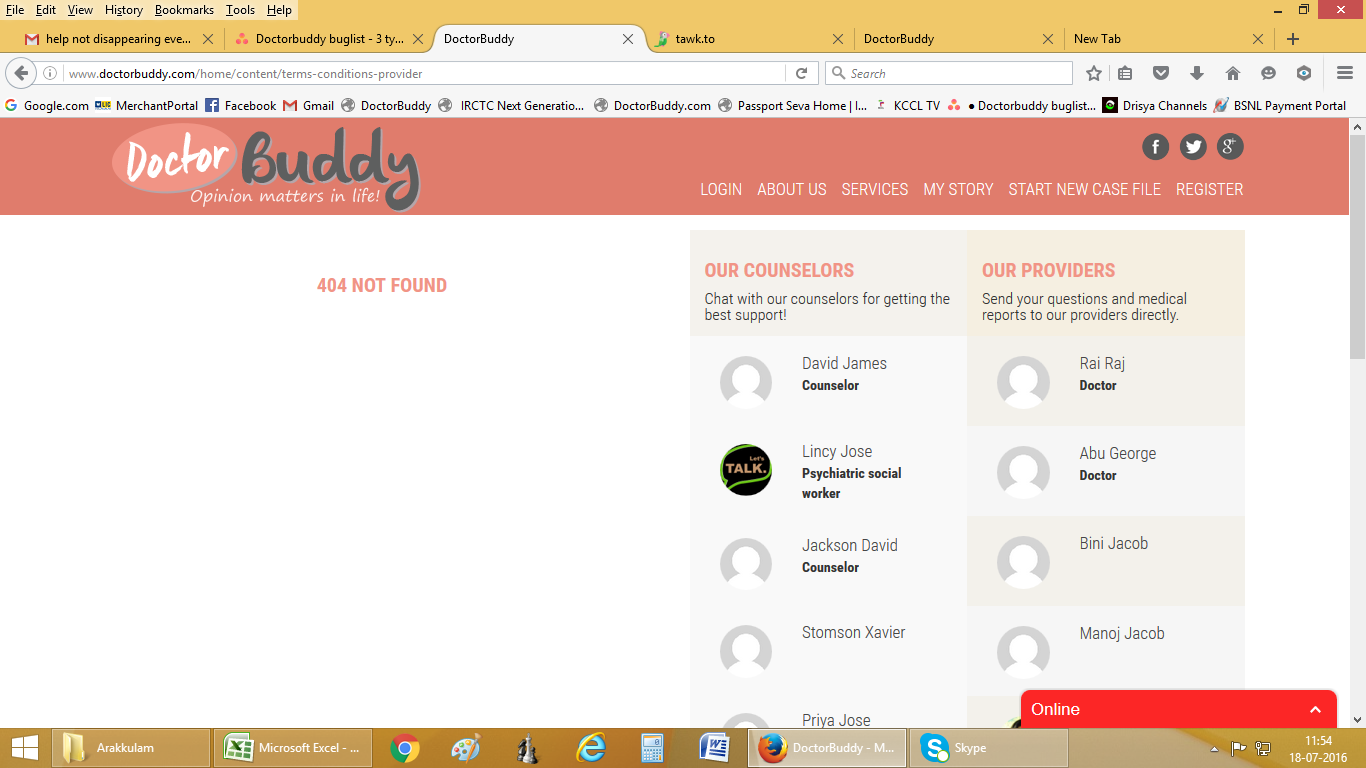 File Edit View History Bookmarks Tools Help
help not disappearing eve...
Doctorbuddy buglist - 3 ty...
DoctorBuddy
tawk.to
DoctorBuddy
New Tab
www.doctorbuddy.com/home/content/terms-conditions-provider
Search
Google.com
MerchantPortal
Facebook
Gmail
DoctorBuddy
IRCTC Next Generatio...
DoctorBuddy.com
Passport Seva Home | I...
KCCL TV
● Doctorbuddy buglist...
Drisya Channels
BSNL Payment Portal
Doctor Buddy
Opinion matters in life!
LOGIN ABOUT US SERVICES MY STORY START NEW CASE FILE REGISTER
404 NOT FOUND
OUR COUNSELORS
Chat with our counselors for getting the
best support!
David James
Counselor
Let's
TALK.
Lincy Jose
Psychiatric social
worker
Jackson David
Counselor
Stomson Xavier
Priya Jose
OUR PROVIDERS
Send your questions and medical
reports to our providers directly.
Rai Raj
Doctor
Abu George
Doctor
Bini Jacob
Manoj Jacob
Online
Arakkulam
Microsoft Excel - ...
DoctorBuddy - M...
Skype
11:54
18-07-2016